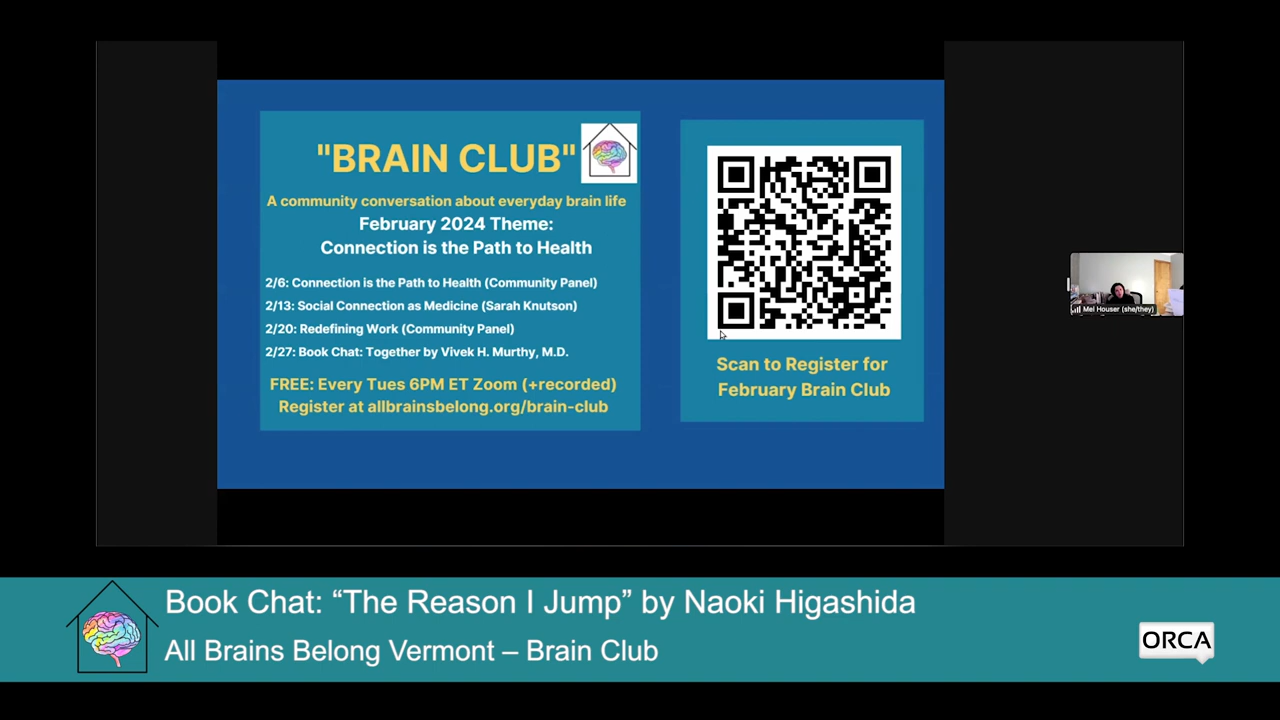 "BRAIN CLUB"
A community conversation about everyday brain life
February 2024 Theme:
Connection is the Path to Health
2/6: Connection is the Path to Health (Community Panel)
2/13: Social Connection as Medicine (Sarah Knutson)
2/20: Redefining Work (Community Panel)
2/27: Book Chat: Together by Vivek H. Murthy, M.D.
FREE: Every Tues 6PM ET Zoom (+recorded)
Register at allbrainsbelong.org/brain-club
Scan to Register for
February Brain Club
Mel Houser (she/they)
Book Chat: “The Reason I Jump” by Naoki Higashida
All Brains Belong Vermont – Brain Club
ORCA